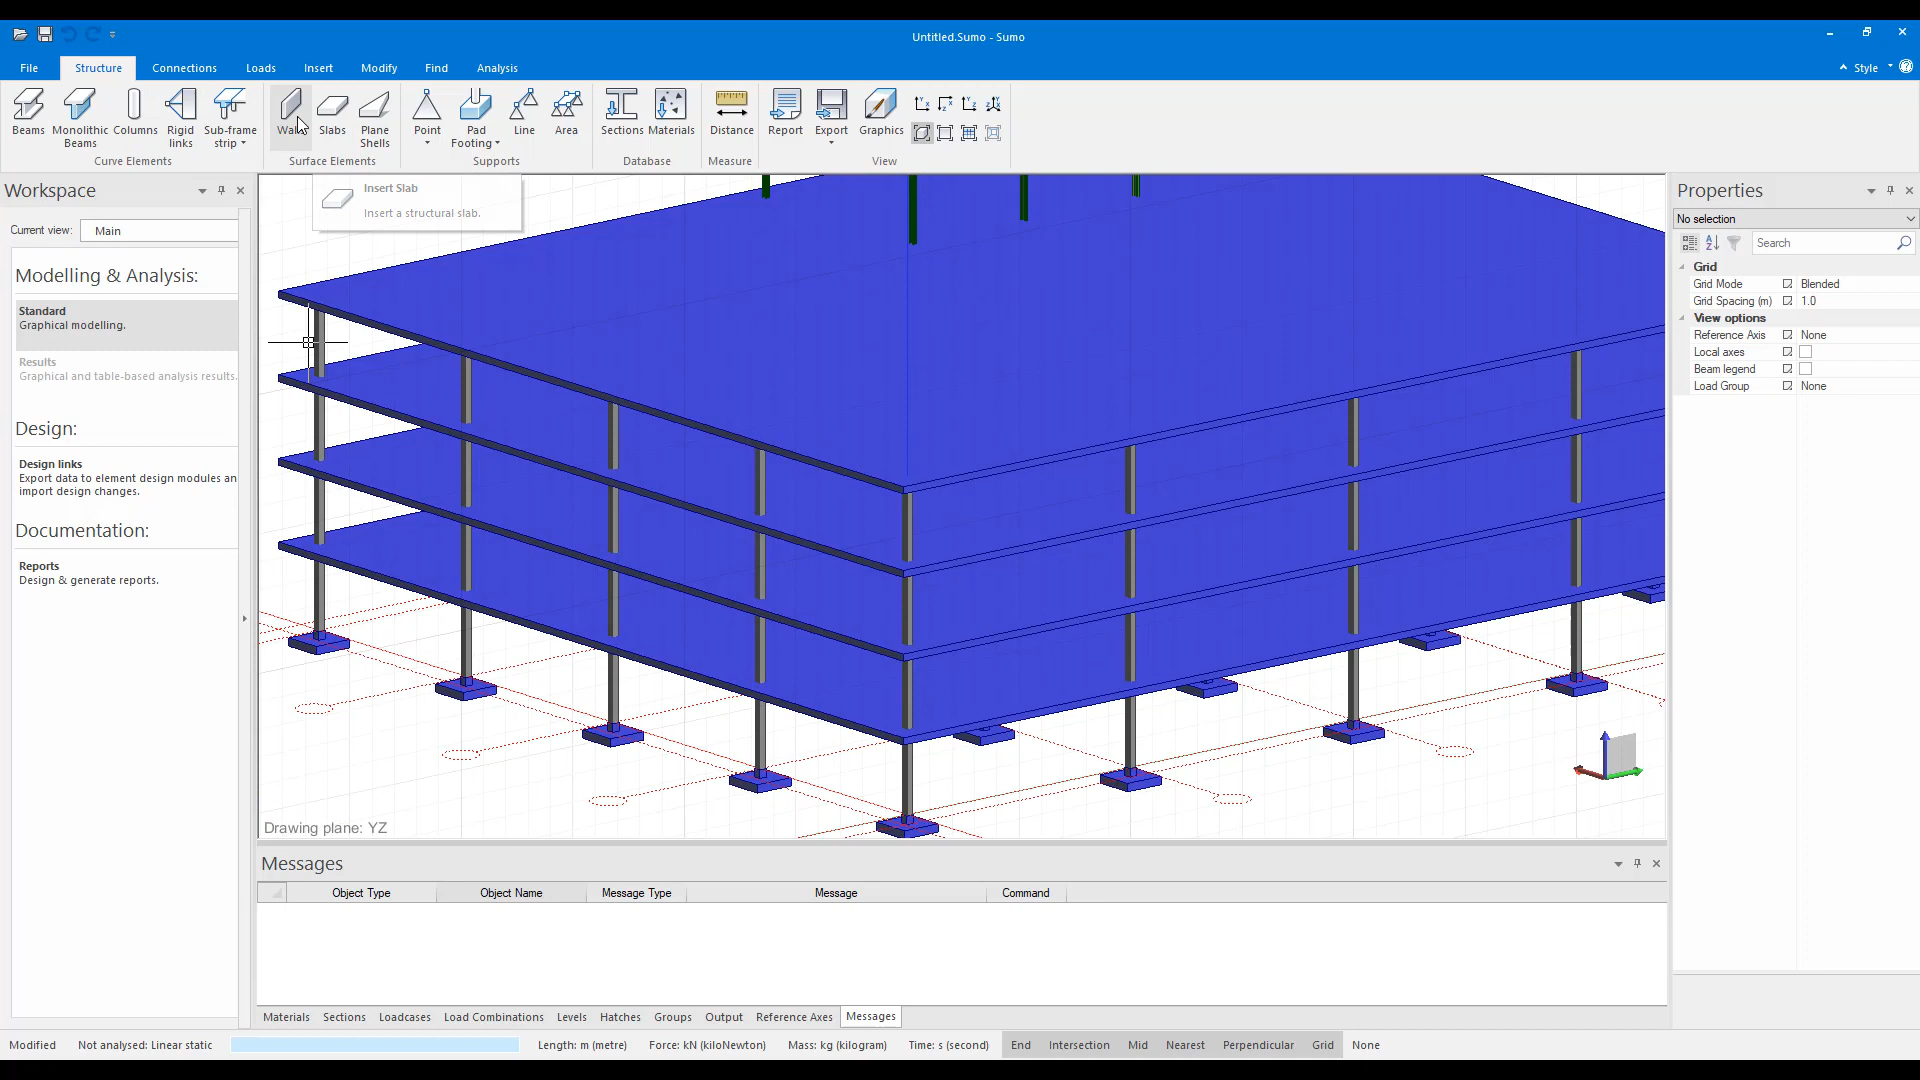 Untitled.Sumo - Sumo
File Structure Connections Loads Insert Modify Find Analysis
Style
Beams Monolithic Beams Columns Rigid links Sub-frame strip
Curve Elements
Walls Slabs Plane Shells
Surface Elements
Point Pad Footing Line Area
Supports
Sections Materials
Database
Distance
Measure
Report Export Graphics
View
Workspace
Current view: Main
Modelling & Analysis:
Standard
Graphical modelling.
Results
Graphical and table-based analysis results.
Design:
Design links
Export data to element design modules an
import design changes.
Documentation:
Reports
Design & generate reports.
Insert Slab
Insert a structural slab.
Drawing plane: YZ
Properties
No selection
Search
Grid
Grid Mode Blended
Grid Spacing (m) 1.0
View options
Reference Axis None
Local axes
Beam legend
Load Group None
Messages
Object Type Object Name Message Type Message Command
Materials Sections Loadcases Load Combinations Levels Hatches Groups Output Reference Axes Messages
Modified Not analysed: Linear static Length: m (metre) Force: kN (kiloNewton) Mass: kg (kilogram) Time: s (second) End Intersection Mid Nearest Perpendicular Grid None